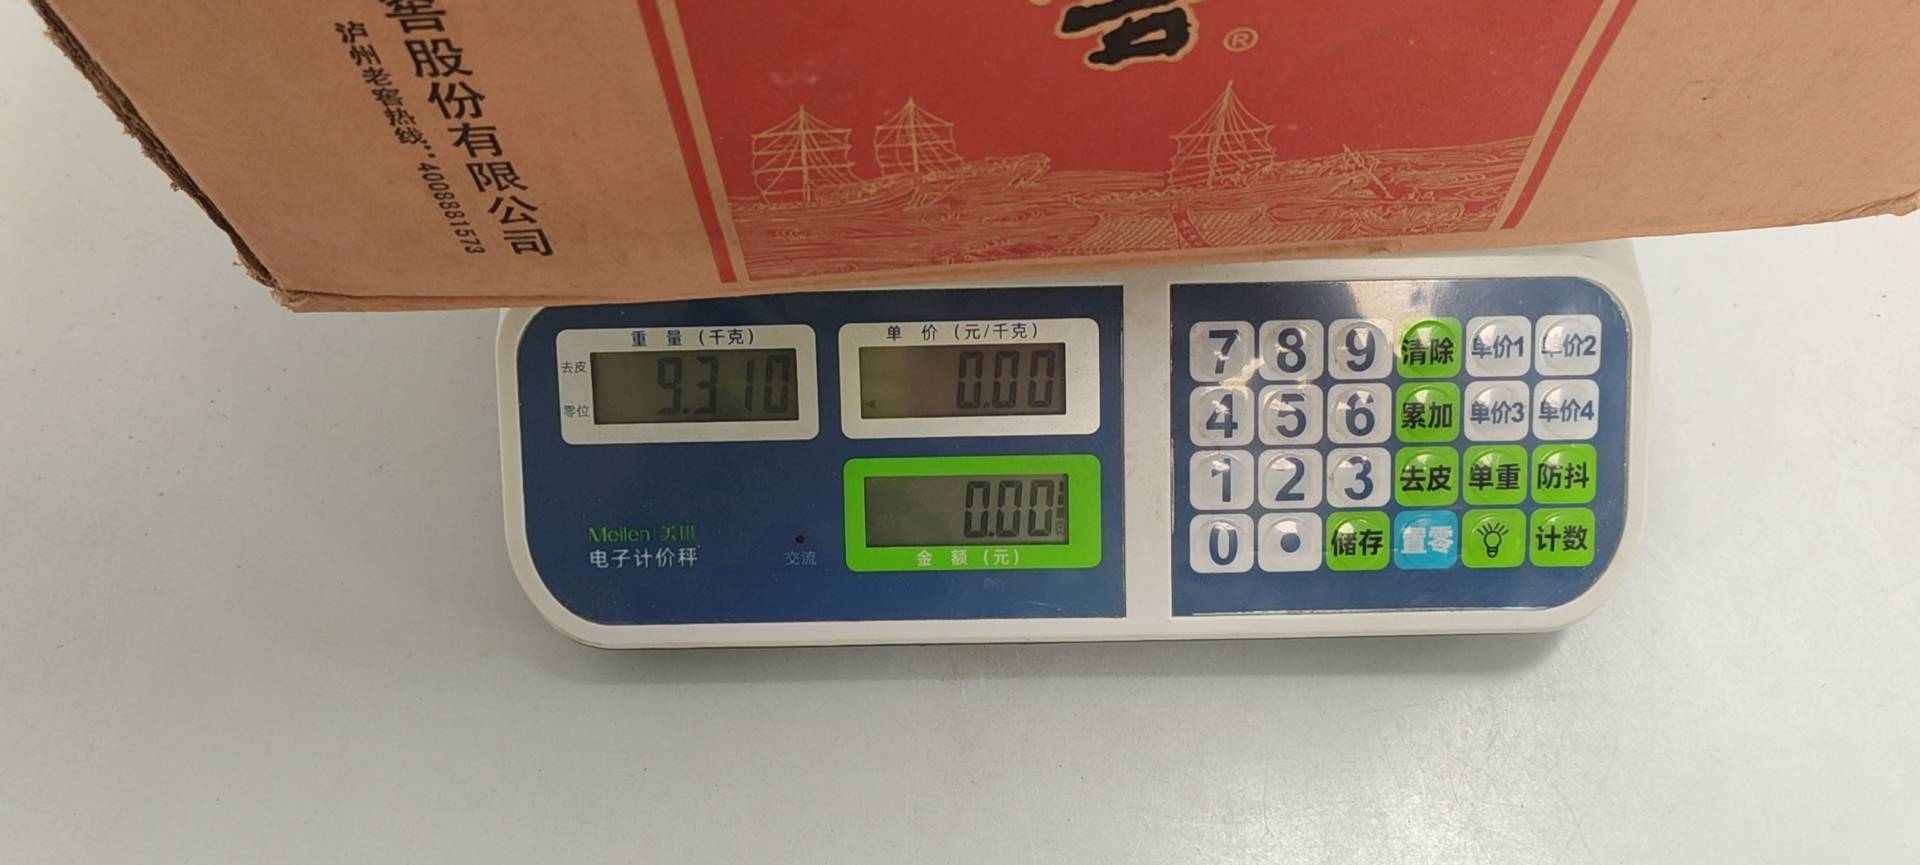 窖股份有限公司
泸州老窖热线:4008881573
®
重 量 (千克)
去皮
零位
9.310
单 价 (元/千克)
0.00
0.00
金 额 (元)
Meilen 美
电子计价秤
交流
7 8 9 清除 单价1 单价2
4 5 6 累加 单价3 单价4
1 2 3 去皮 单重 防抖
0 . 储存 置零 计数